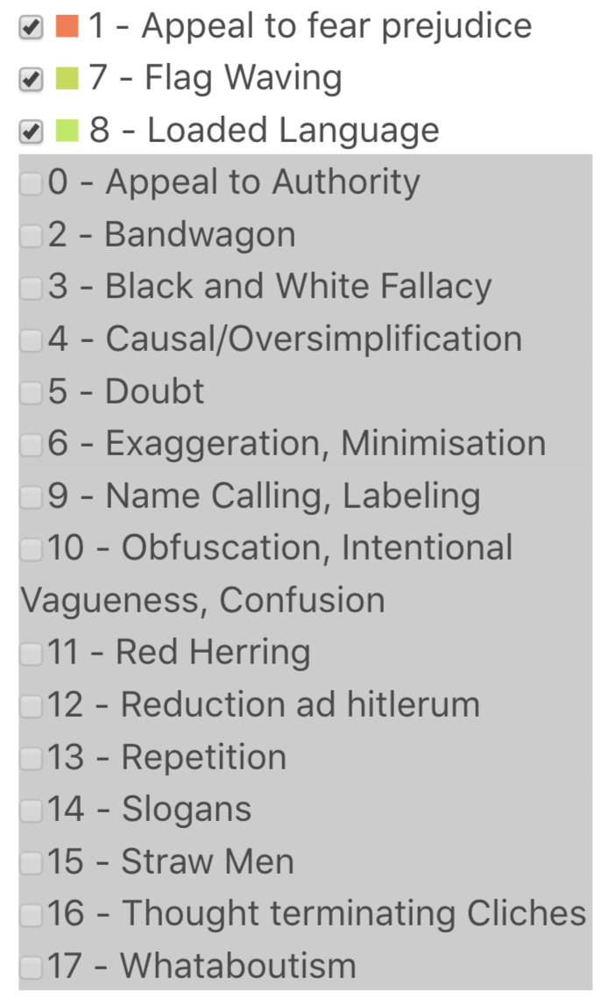 1 - Appeal to fear prejudice
7 - Flag Waving
8 - Loaded Language
0 - Appeal to Authority
2 - Bandwagon
3 - Black and White Fallacy
4 - Causal/Oversimplification
5 - Doubt
6 - Exaggeration, Minimisation
9 - Name Calling, Labeling
10 - Obfuscation, Intentional
Vagueness, Confusion
11 - Red Herring
12 - Reduction ad hitlerum
13 - Repetition
14 - Slogans
15 - Straw Men
16 - Thought terminating Cliches
17 - Whataboutism